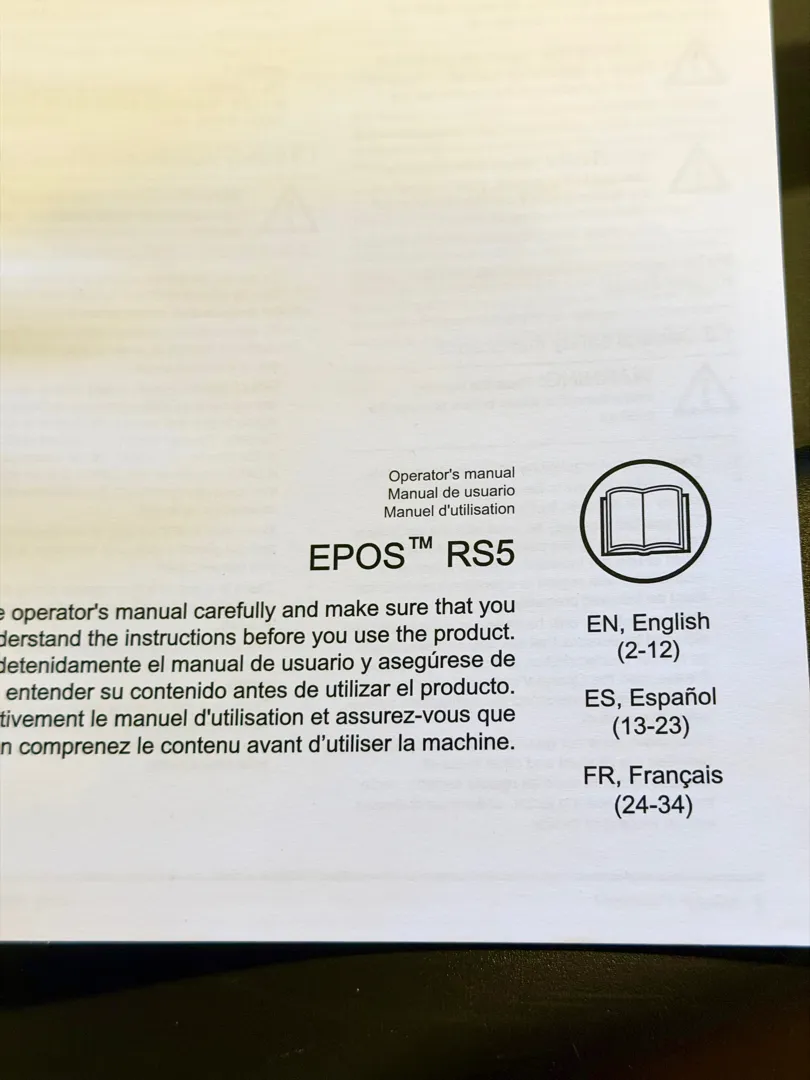 Operator's manual
Manual de usuario
Manuel d'utilisation
EPOS™ RS5
operator's manual carefully and make sure that you
the instructions before you use the product.
detenidamente el manual de usuario y asegúrese de
entender su contenido antes de utilizar el producto.
le manuel d'utilisation et assurez-vous que
comprenez le contenu avant d’utiliser la machine.
EN, English
(2-12)
ES, Español
(13-23)
FR, Français
(24-34)